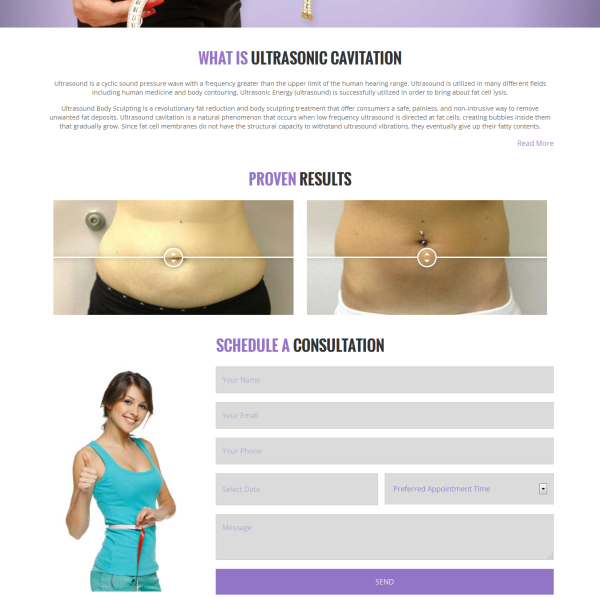 WHAT IS ULTRASONIC CAVITATION
Ultrasound is a cyclic sound pressure wave with a frequency greater than the upper limit of the human hearing range. Ultrasound is utilized in many different fields
including human medicine and body contouring. Ultrasonic Energy (ultrasound) is successfully utilized in order to bring about fat cell lysis.
Ultrasound Body Sculpting is a revolutionary fat reduction and body sculpting treatment that offer consumers a safe, painless, and non-intrusive way to remove
unwanted fat deposits. Ultrasound cavitation is a natural phenomenon that occurs when low frequency ultrasound is directed at fat cells, creating bubbles inside them
that gradually grow. Since fat cell membranes do not have the structural capacity to withstand ultrasound vibrations, they eventually give up their fatty contents.
Read More
PROVEN RESULTS
SCHEDULE A CONSULTATION
Your Name
Your Email
Your Phone
Select Date
Preferred Appointment Time
Message
SEND